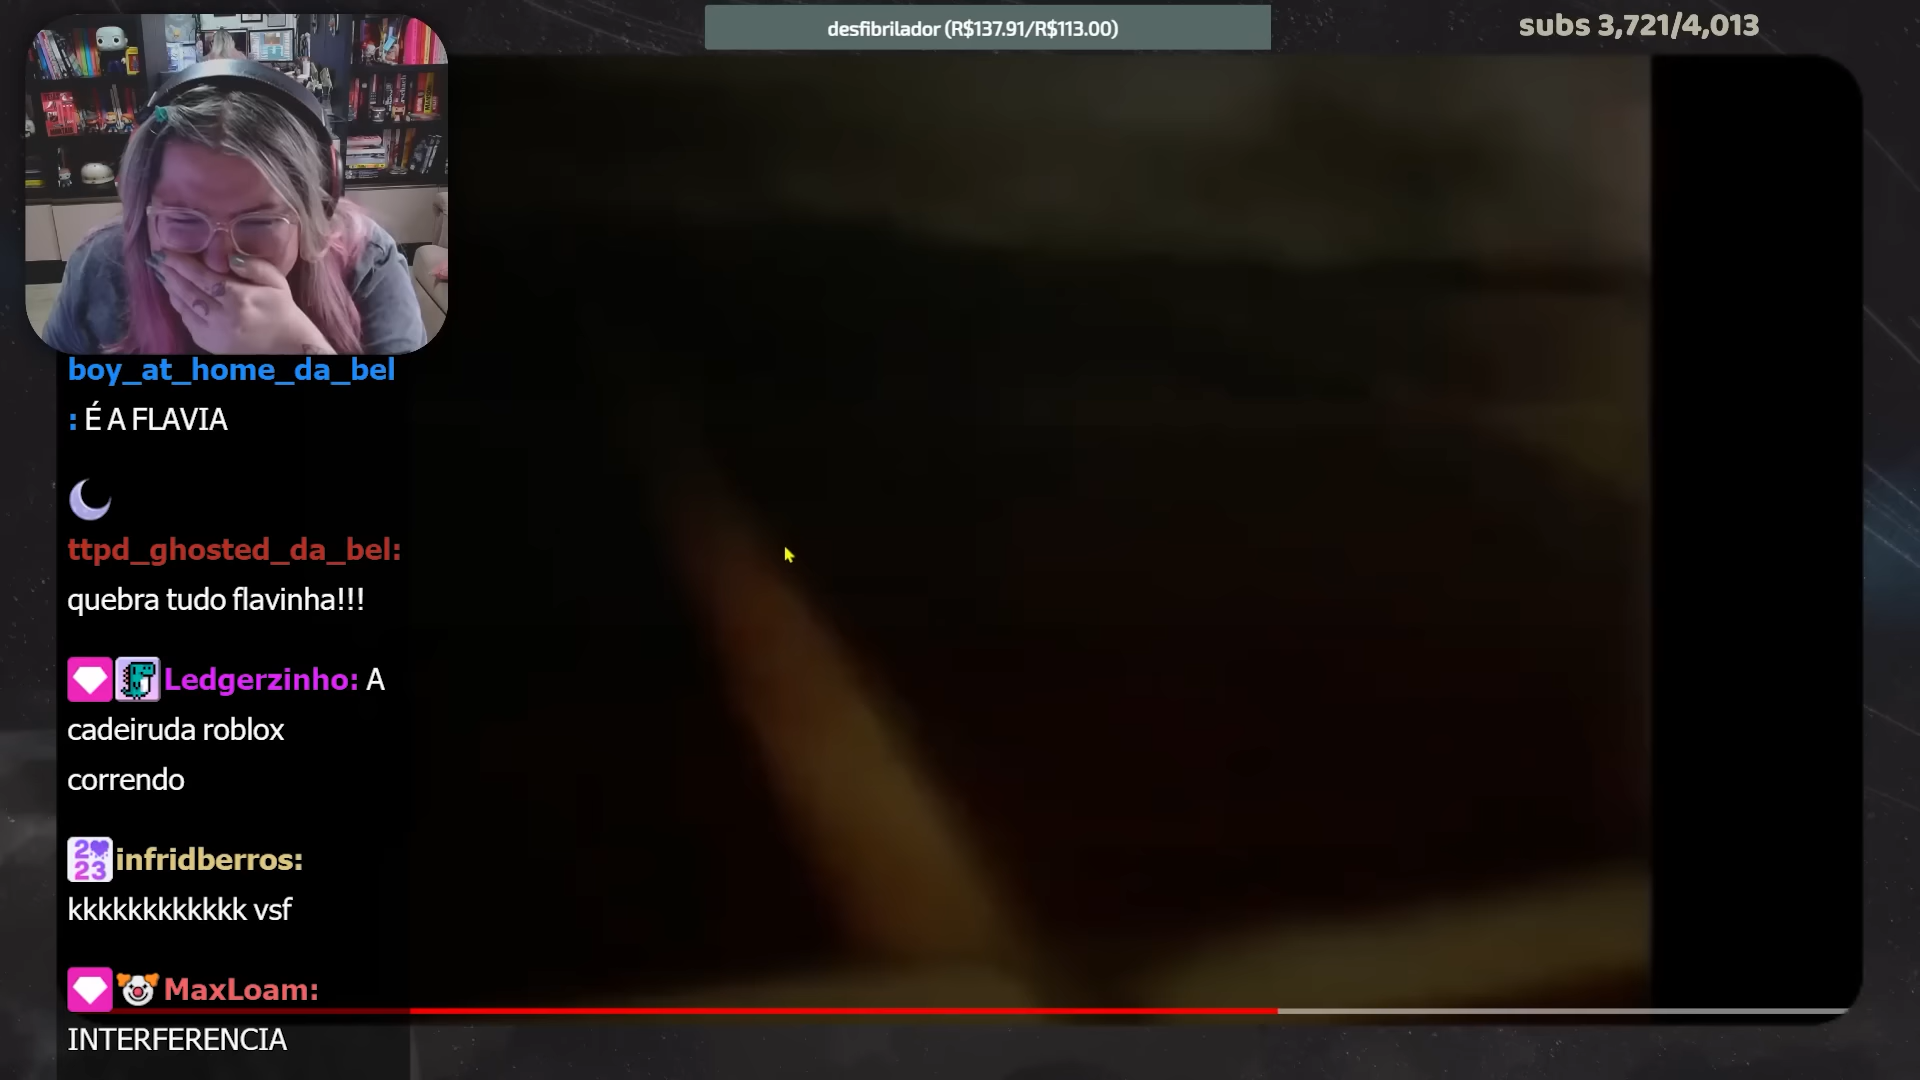 desfibrilador (R$137.91/R$113.00)
subs 3,721/4,013
boy_at_home_da_bel
: É A FLAVIA
ttpd_ghosted_da_bel:
quebra tudo flavinha!!!
Ledgerzinho: A
cadeiruda roblox
correndo
2023 infridberros:
kkkkkkkkkkkk vsf
MaxLoam:
INTERFERENCIA